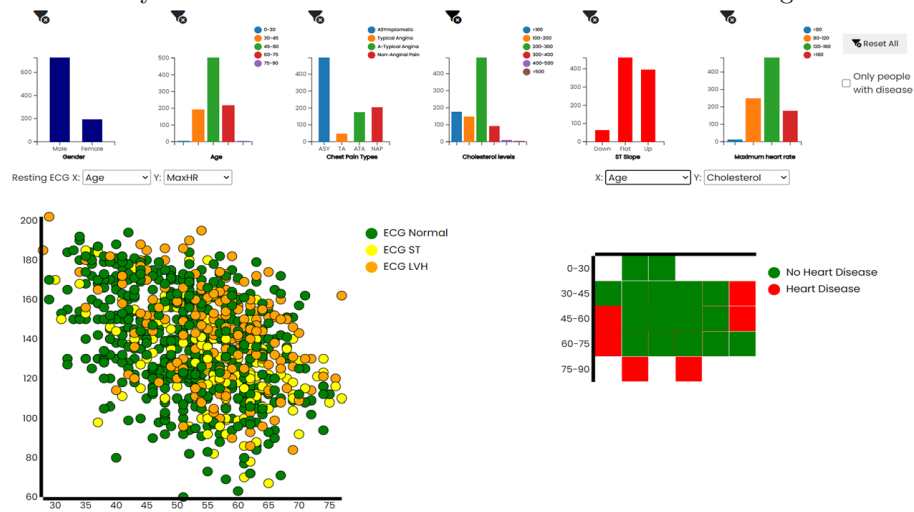 0-30
30-45
45-60
60-75
75-90
ASYmptomatic
Typical Angina
A-Typical Angina
Non-Anginal Pain
<100
100-200
200-300
300-400
400-500
>500
<80
80-120
120-160
>160
Reset All
Only people
with disease
600
400
200
0
Male Female
Gender
500
400
300
200
100
0
Age
400
300
200
100
0
ASY TA ATA NAP
Chest Pain Types
400
300
200
100
0
Cholesterol levels
400
300
200
100
0
Down Flat Up
ST Slope
400
300
200
100
0
Maximum heart rate
Resting ECG X: Age Y: MaxHR
X: Age Y: Cholesterol
200
180
160
140
120
100
80
60
30 35 40 45 50 55 60 65 70 75
ECG Normal
ECG ST
ECG LVH
0-30
30-45
45-60
60-75
75-90
No Heart Disease
Heart Disease